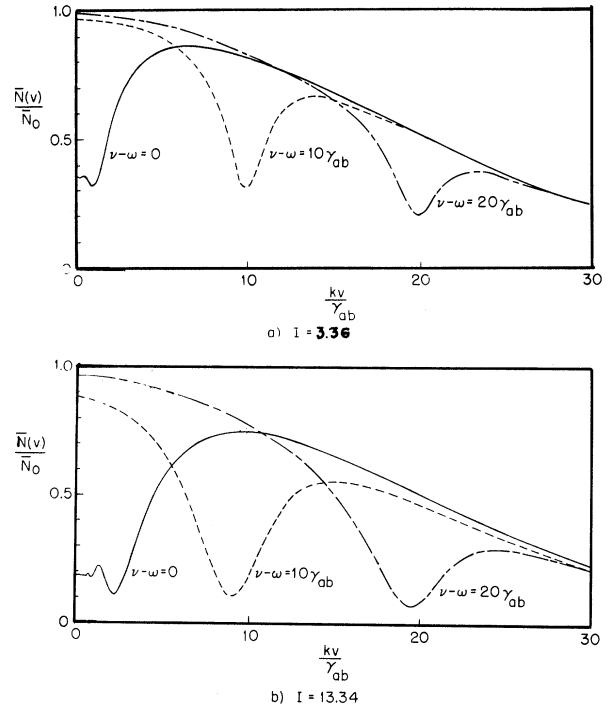 1.0
N̅(v)
N̅₀
0.5
ν-ω=0
ν-ω=10γab
ν-ω=20γab
0
10
20
30
kv
γab
a) I = 3.36
1.0
N̅(v)
N̅₀
0.5
ν-ω=0
ν-ω=10γab
ν-ω=20γab
0
0
10
20
30
kv
γab
b) I = 13.34